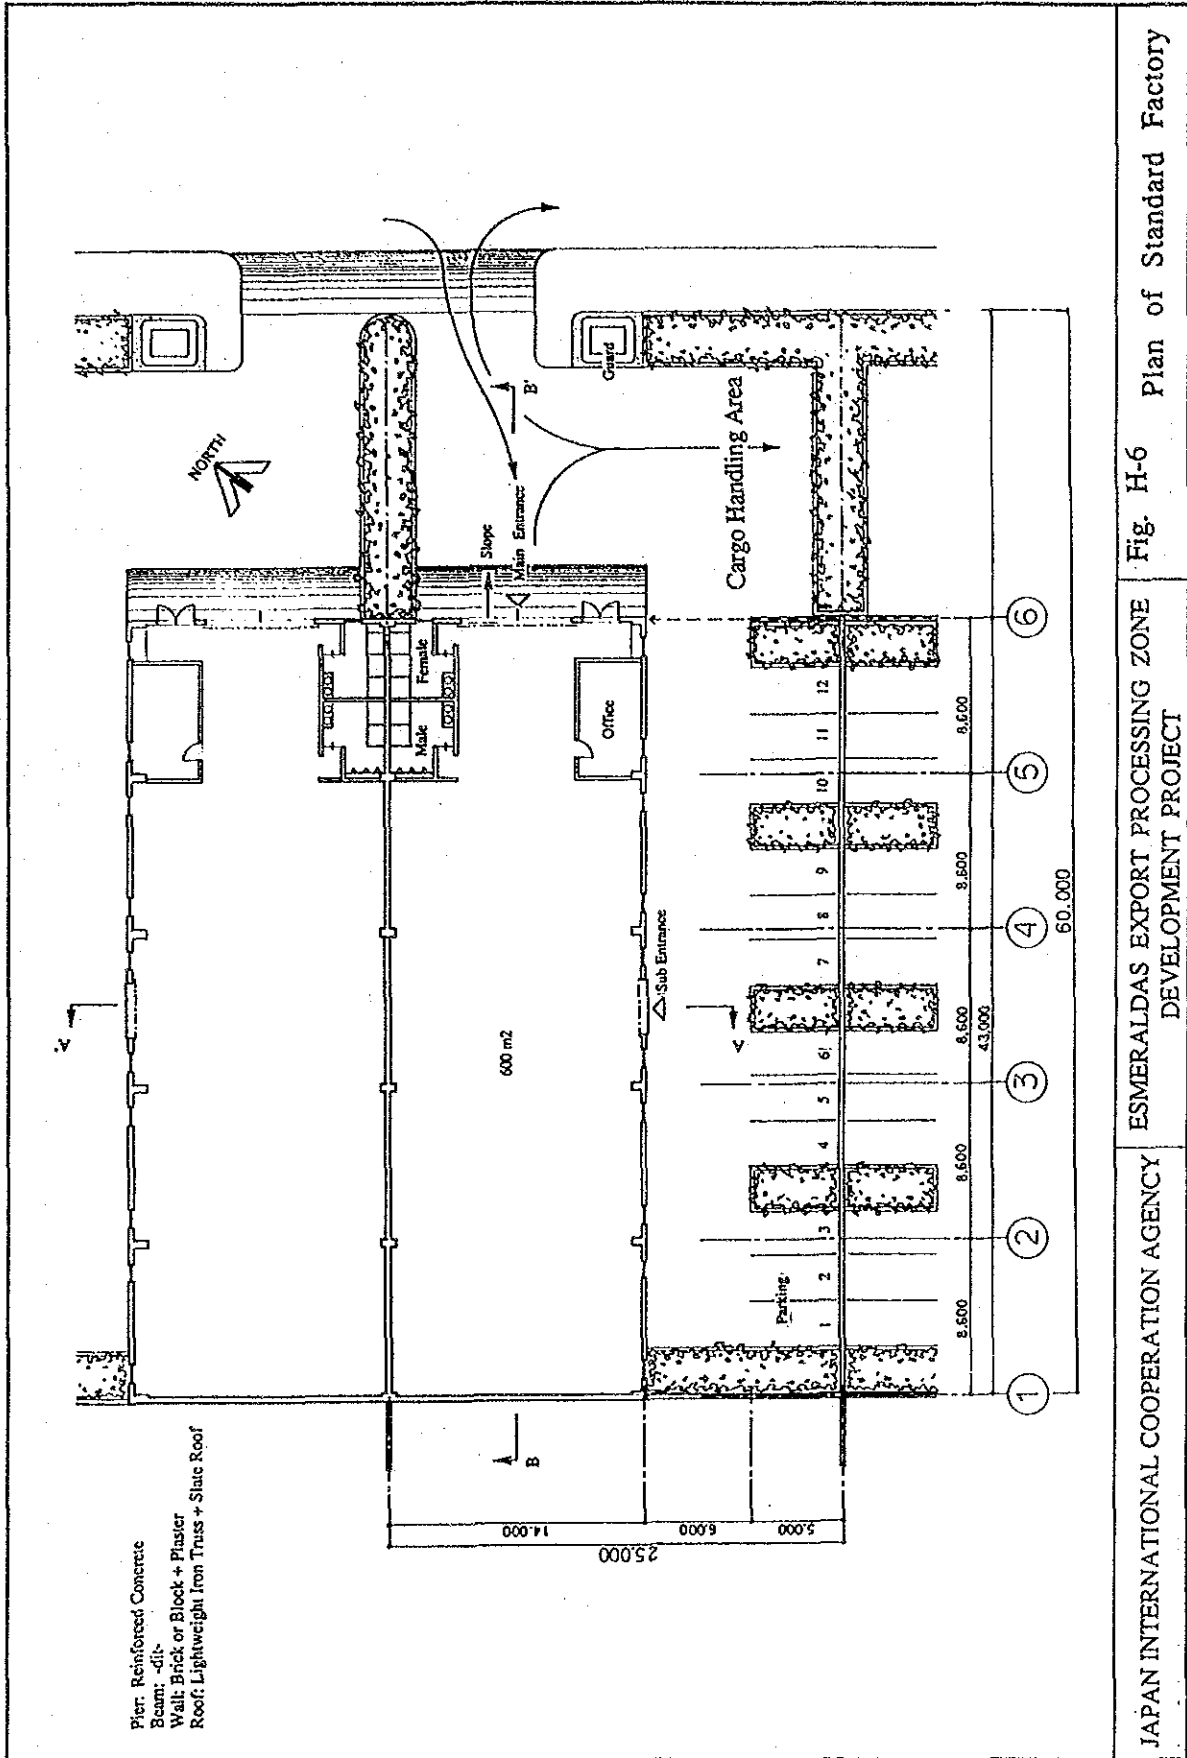 Pier: Reinforced Concrete
Beam: -dit-
Wall: Brick or Block + Plaster
Roof: Lightweight Iron Truss + Slate Roof
NORTH
A'
B
B'
A
600 m2
Male
Female
Office
Slope
Main Entrance
Sub Entrance
Guard
Cargo Handling Area
Parking
1 2 3 4 5 6 7 8 9 10 11 12
25.000
14.000
6.000
5.000
8.600 8.600 8.600 8.600 8.600
43.000
60.000
1 2 3 4 5 6
JAPAN INTERNATIONAL COOPERATION AGENCY
ESMERALDAS EXPORT PROCESSING ZONE
DEVELOPMENT PROJECT
Fig. H-6 Plan of Standard Factory